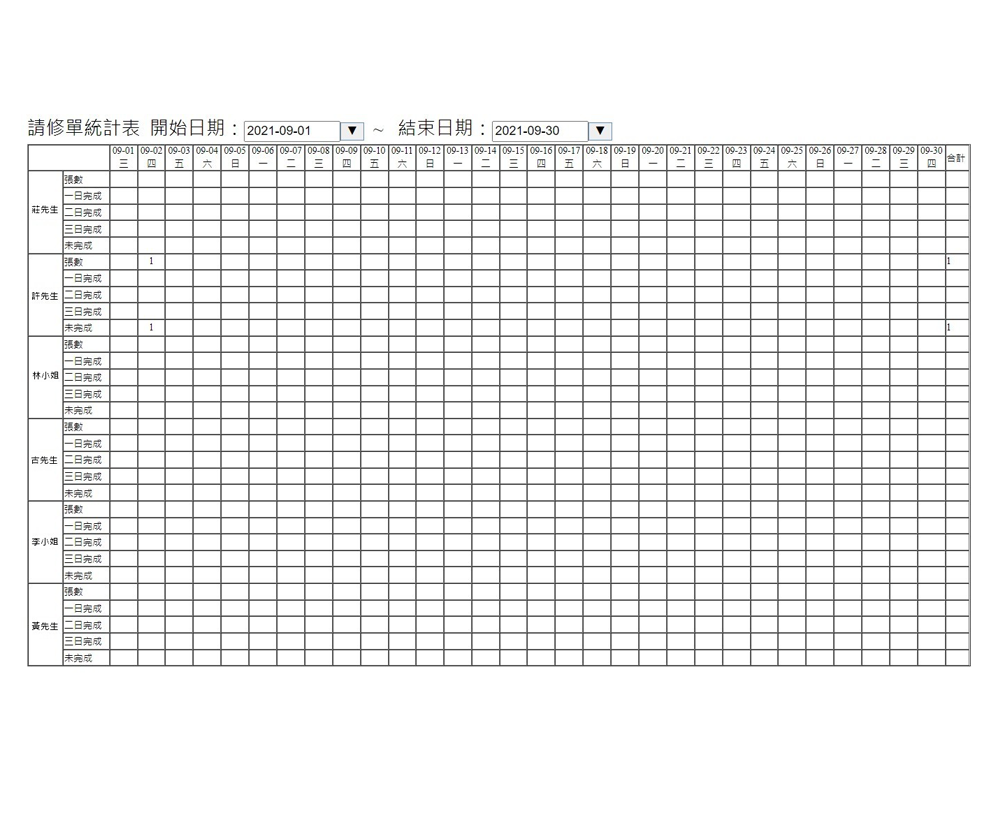 請修單統計表 開始日期：2021-09-01 ▼ ~ 結束日期：2021-09-30 ▼
09-01 09-02 09-03 09-04 09-05 09-06 09-07 09-08 09-09 09-10 09-11 09-12 09-13 09-14 09-15 09-16 09-17 09-18 09-19 09-20 09-21 09-22 09-23 09-24 09-25 09-26 09-27 09-28 09-29 09-30 合計
三 四 五 六 日 一 二 三 四 五 六 日 一 二 三 四 五 六 日 一 二 三 四 五 六 日 一 二 三 四
莊先生
張數
一日完成
二日完成
三日完成
未完成
許先生
張數 1 1
一日完成
二日完成
三日完成
未完成 1 1
林小姐
張數
一日完成
二日完成
三日完成
未完成
古先生
張數
一日完成
二日完成
三日完成
未完成
李小姐
張數
一日完成
二日完成
三日完成
未完成
黃先生
張數
一日完成
二日完成
三日完成
未完成